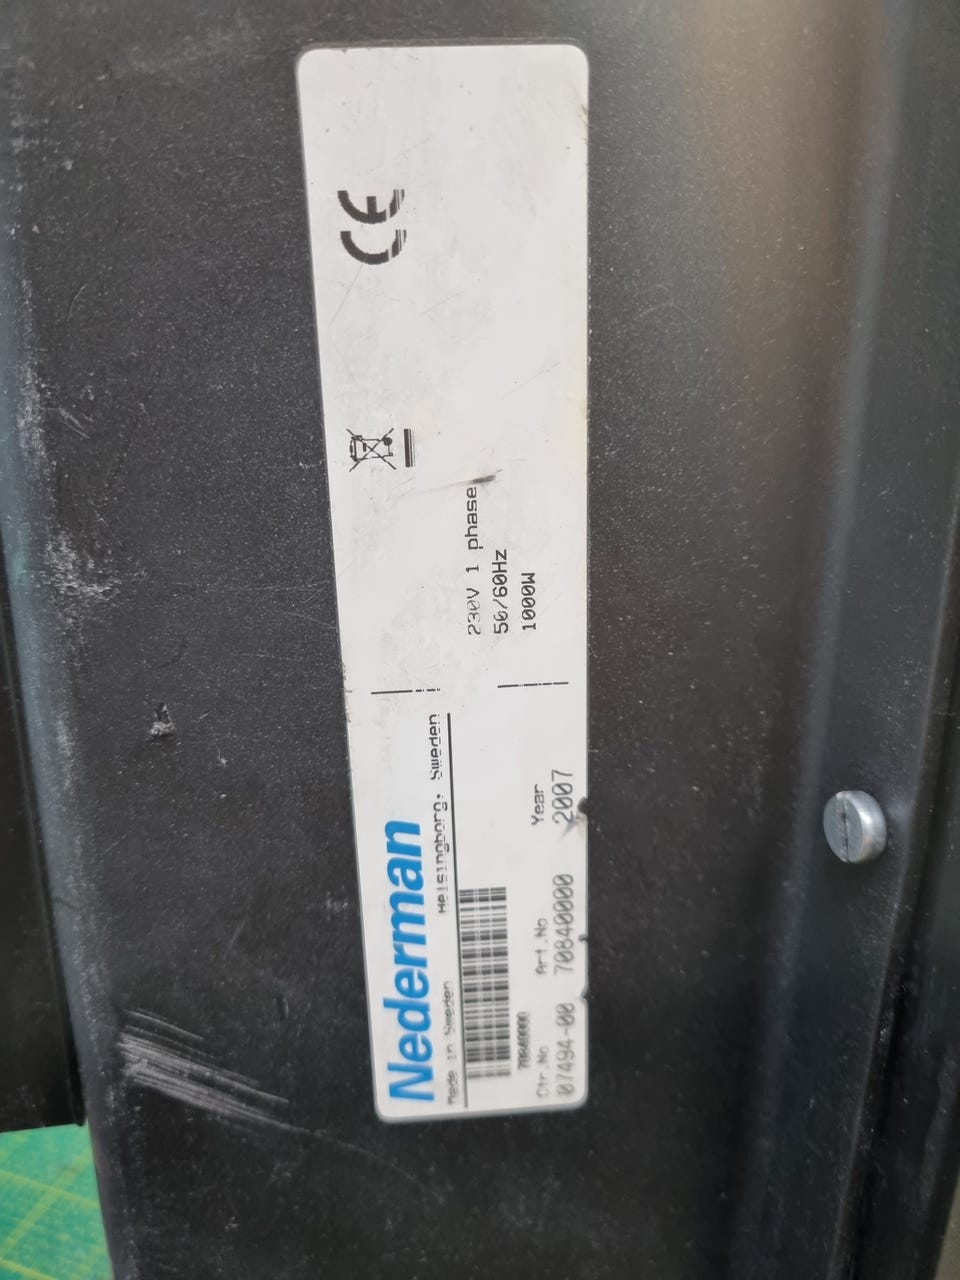 Nederman
Made in Sweden
Helsingborg, Sweden
70840000
Ctr.No Art.No Year
07494-00 70840000 2007
230V 1 phase
50/60Hz
1000W
CE